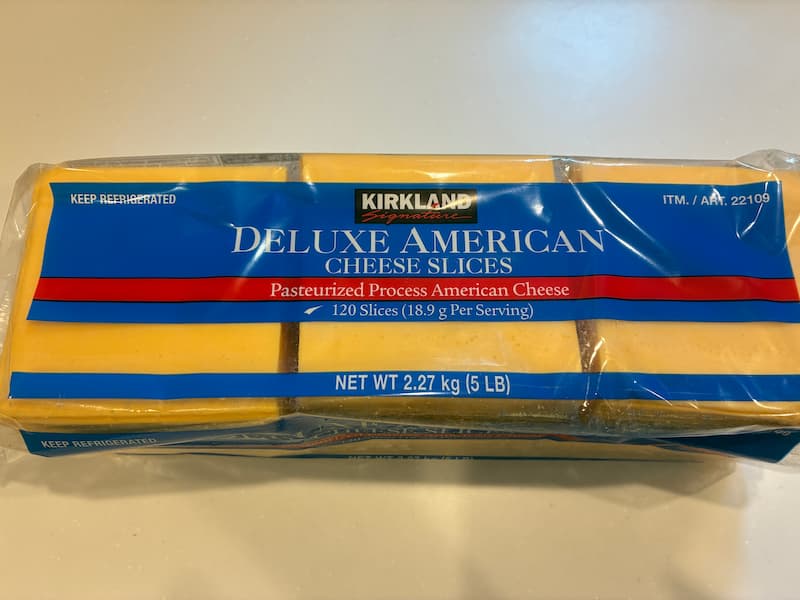 KEEP REFRIGERATED
KIRKLAND
Signature
ITM. / ART. 22109
DELUXE AMERICAN
CHEESE SLICES
Pasteurized Process American Cheese
120 Slices (18.9 g Per Serving)
NET WT 2.27 kg (5 LB)
KEEP REFRIGERATED